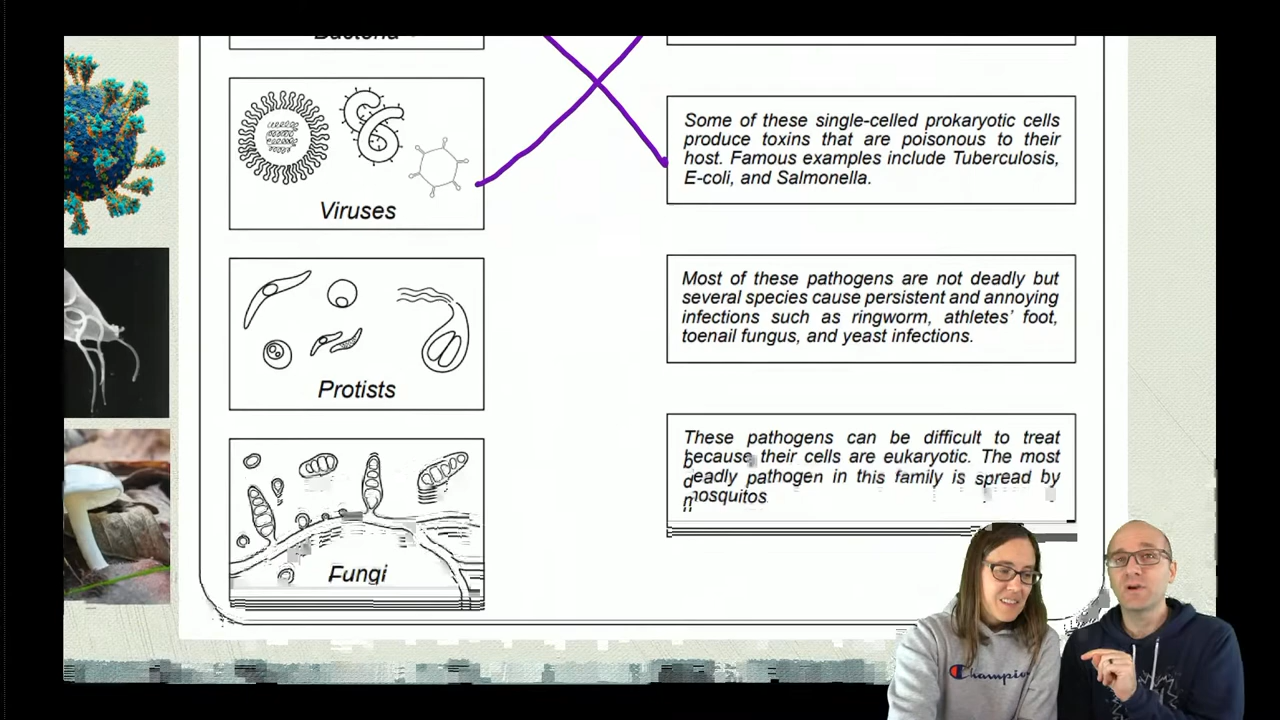 Bacteria
Viruses
Protists
Fungi
Some of these single-celled prokaryotic cells
produce toxins that are poisonous to their
host. Famous examples include Tuberculosis,
E-coli, and Salmonella.
Most of these pathogens are not deadly but
several species cause persistent and annoying
infections such as ringworm, athletes' foot,
toenail fungus, and yeast infections.
These pathogens can be difficult to treat
because their cells are eukaryotic. The most
deadly pathogen in this family is spread by
mosquitos
Champion